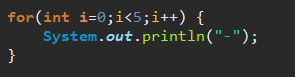 for(int i=0;i<5;i++) {
    System.out.println("-");
}